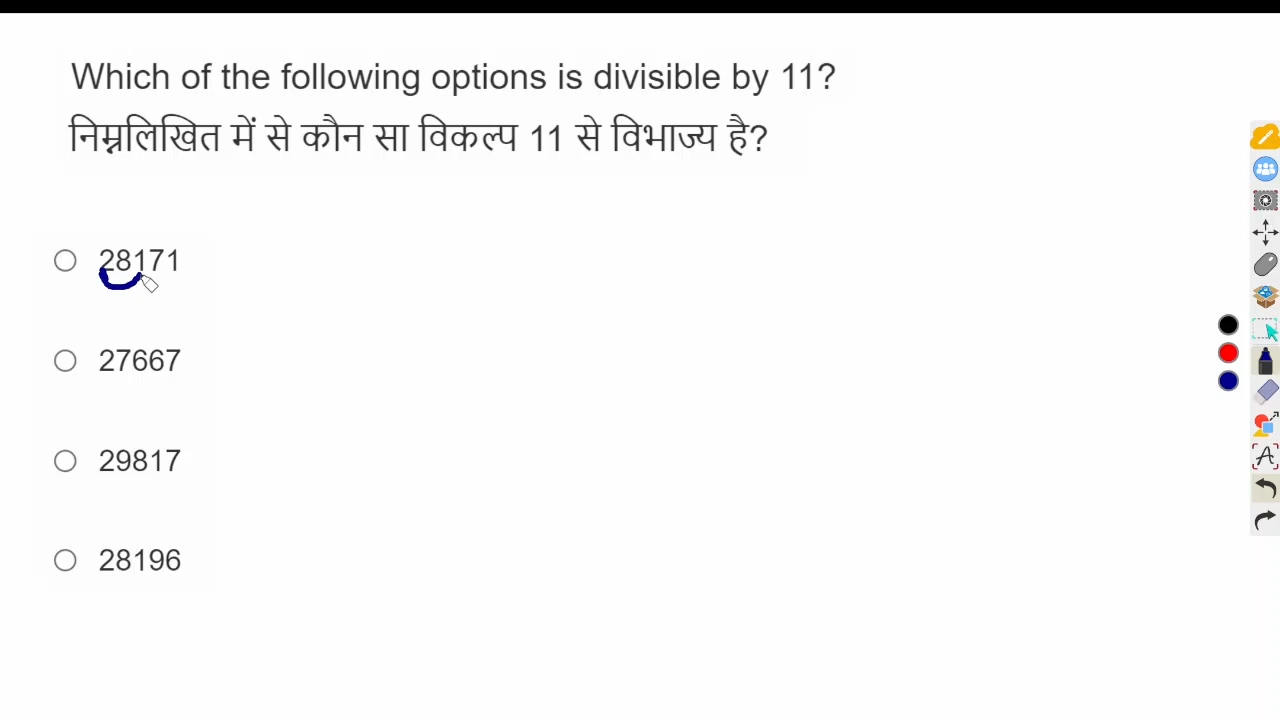 Which of the following options is divisible by 11?
निम्नलिखित में से कौन सा विकल्प 11 से विभाज्य है?
28171
27667
29817
28196